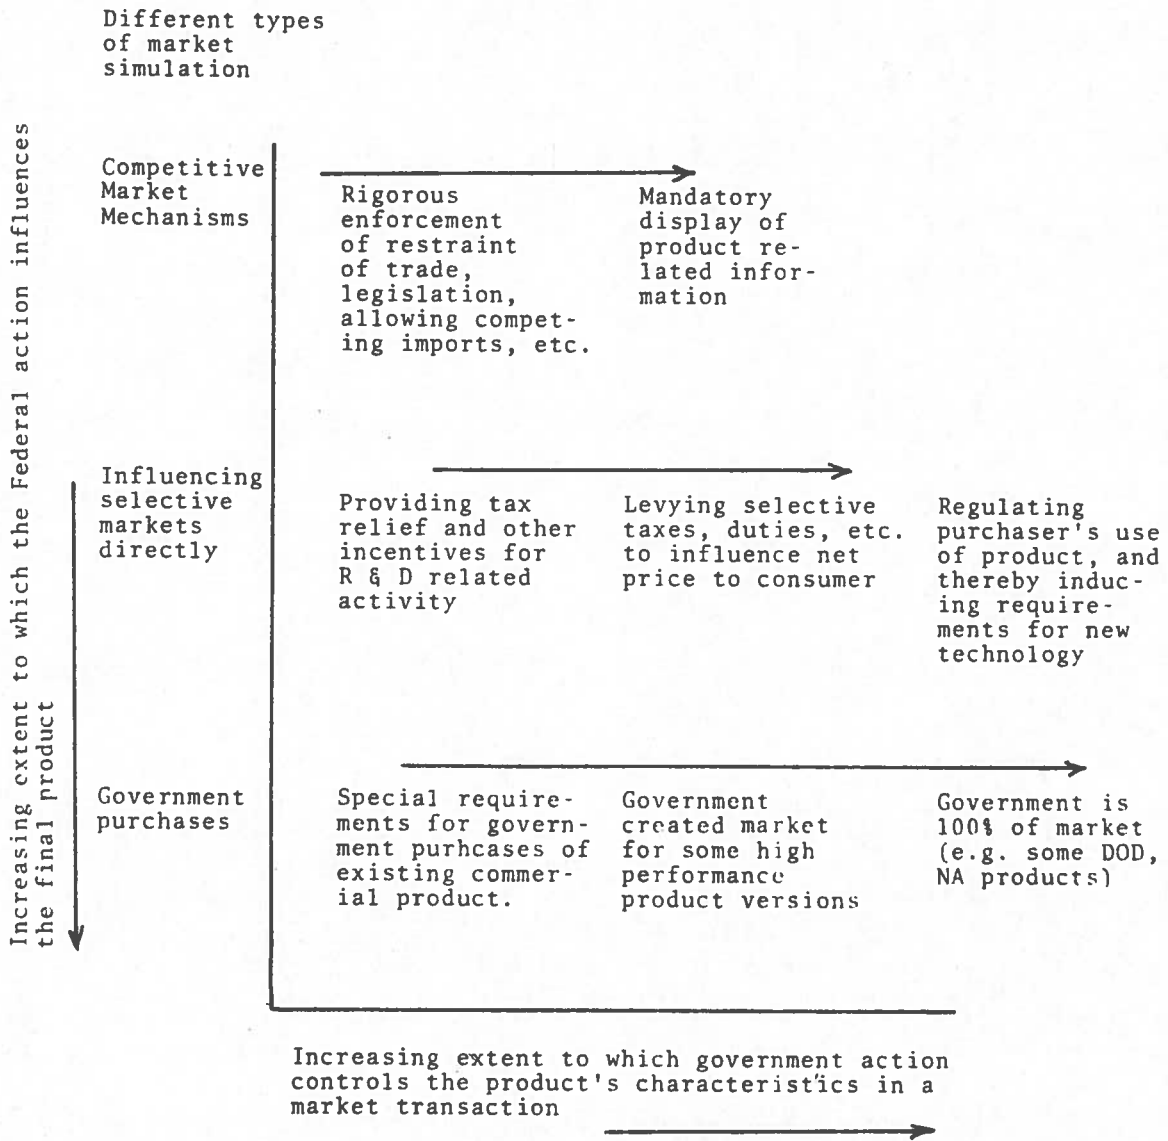 Different types
of market
simulation
Increasing extent to which the Federal action influences
the final product
Competitive
Market
Mechanisms
Rigorous
enforcement
of restraint
of trade,
legislation,
allowing compet-
ing imports, etc.
Mandatory
display of
product re-
lated infor-
mation
Influencing
selective
markets
directly
Providing tax
relief and other
incentives for
R & D related
activity
Levying selective
taxes, duties, etc.
to influence net
price to consumer
Regulating
purchaser's use
of product, and
thereby induc-
ing require-
ments for new
technology
Government
purchases
Special require-
ments for govern-
ment purhcases of
existing commer-
ial product.
Government
created market
for some high
performance
product versions
Government is
100% of market
(e.g. some DOD,
NA products)
Increasing extent to which government action
controls the product's characteristics in a
market transaction